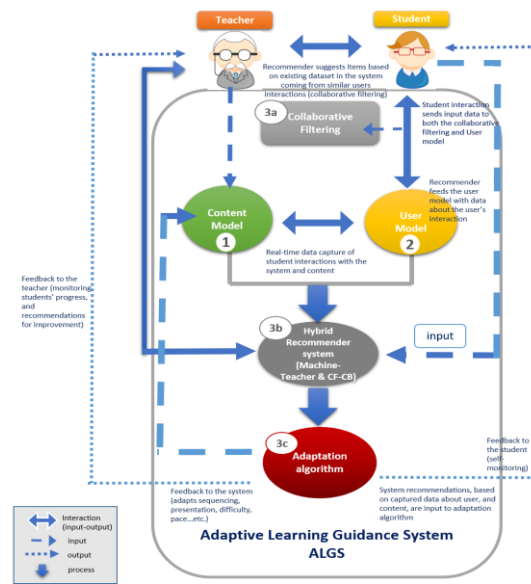 Teacher
Student
Recommender suggests items based
on existing dataset in the system
coming from similar users
interactions (collaborative filtering)
3a
Collaborative
Filtering
Student interaction
sends input data to
both the collaborative
filtering and User
model
Recommender
feeds the user
model with data
about the user's
interaction
Content
Model
1
User
Model
2
Real-time data capture of
student interactions with the
system and content
Feedback to the
teacher (monitoring
students' progress,
and
recommendations
for improvement)
3b
Hybrid
Recommender
system
(Machine-
Teacher & CF-CB)
input
3c
Adaptation
algorithm
Feedback to
the student
(self-
monitoring)
Feedback to the system
(adapts sequencing,
presentation, difficulty,
pace...etc.)
System recommendations, based
on captured data about user, and
content, are input to adaptation
algorithm
Adaptive Learning Guidance System
ALGS
Interaction
(input-output)
input
output
process